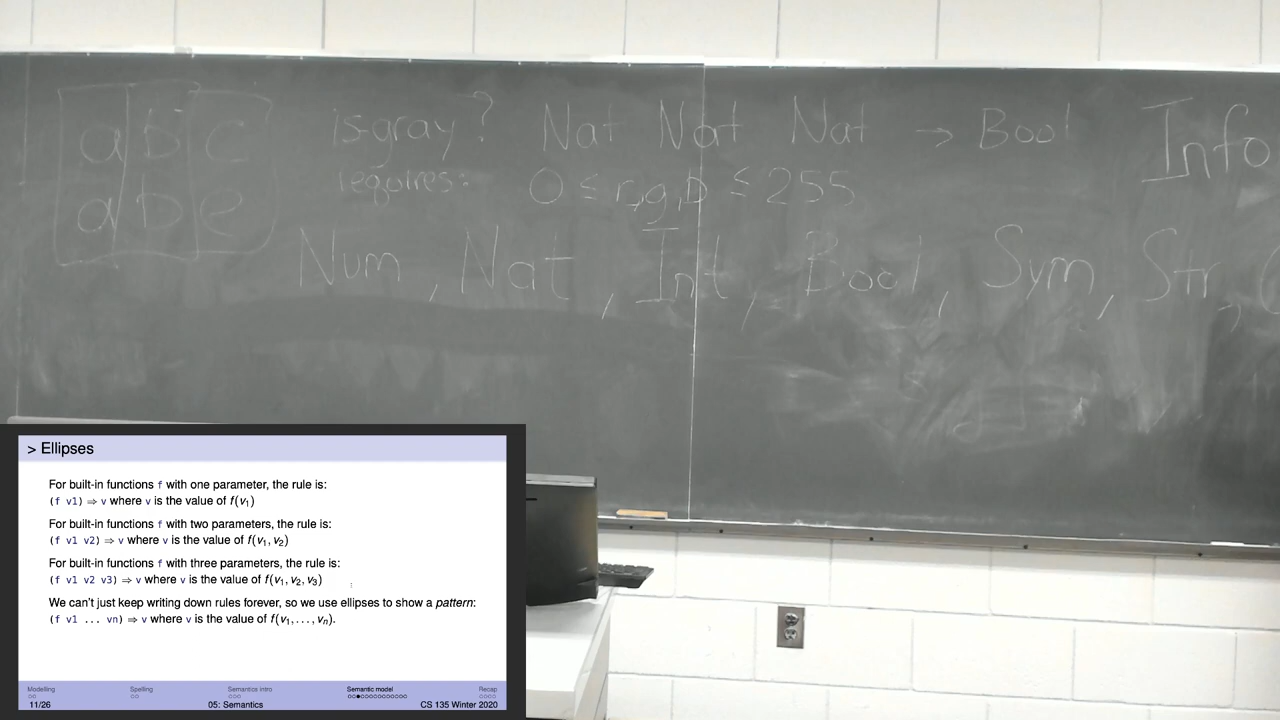 a b c
a b e
is-gray? Nat Nat Nat → Bool
requires: 0 ≤ r,g,b ≤ 255
Num, Nat, Int, Bool, Sym, Str,
Info
> Ellipses
For built-in functions f with one parameter, the rule is:
(f v1) ⇒ v where v is the value of f(v₁)
For built-in functions f with two parameters, the rule is:
(f v1 v2) ⇒ v where v is the value of f(v₁, v₂)
For built-in functions f with three parameters, the rule is:
(f v1 v2 v3) ⇒ v where v is the value of f(v₁, v₂, v₃)
We can't just keep writing down rules forever, so we use ellipses to show a pattern:
(f v1 ... vn) ⇒ v where v is the value of f(v₁, . . . , vₙ).
Modelling Spelling Semantics intro Semantic model Recap
11/26 05: Semantics CS 135 Winter 2020